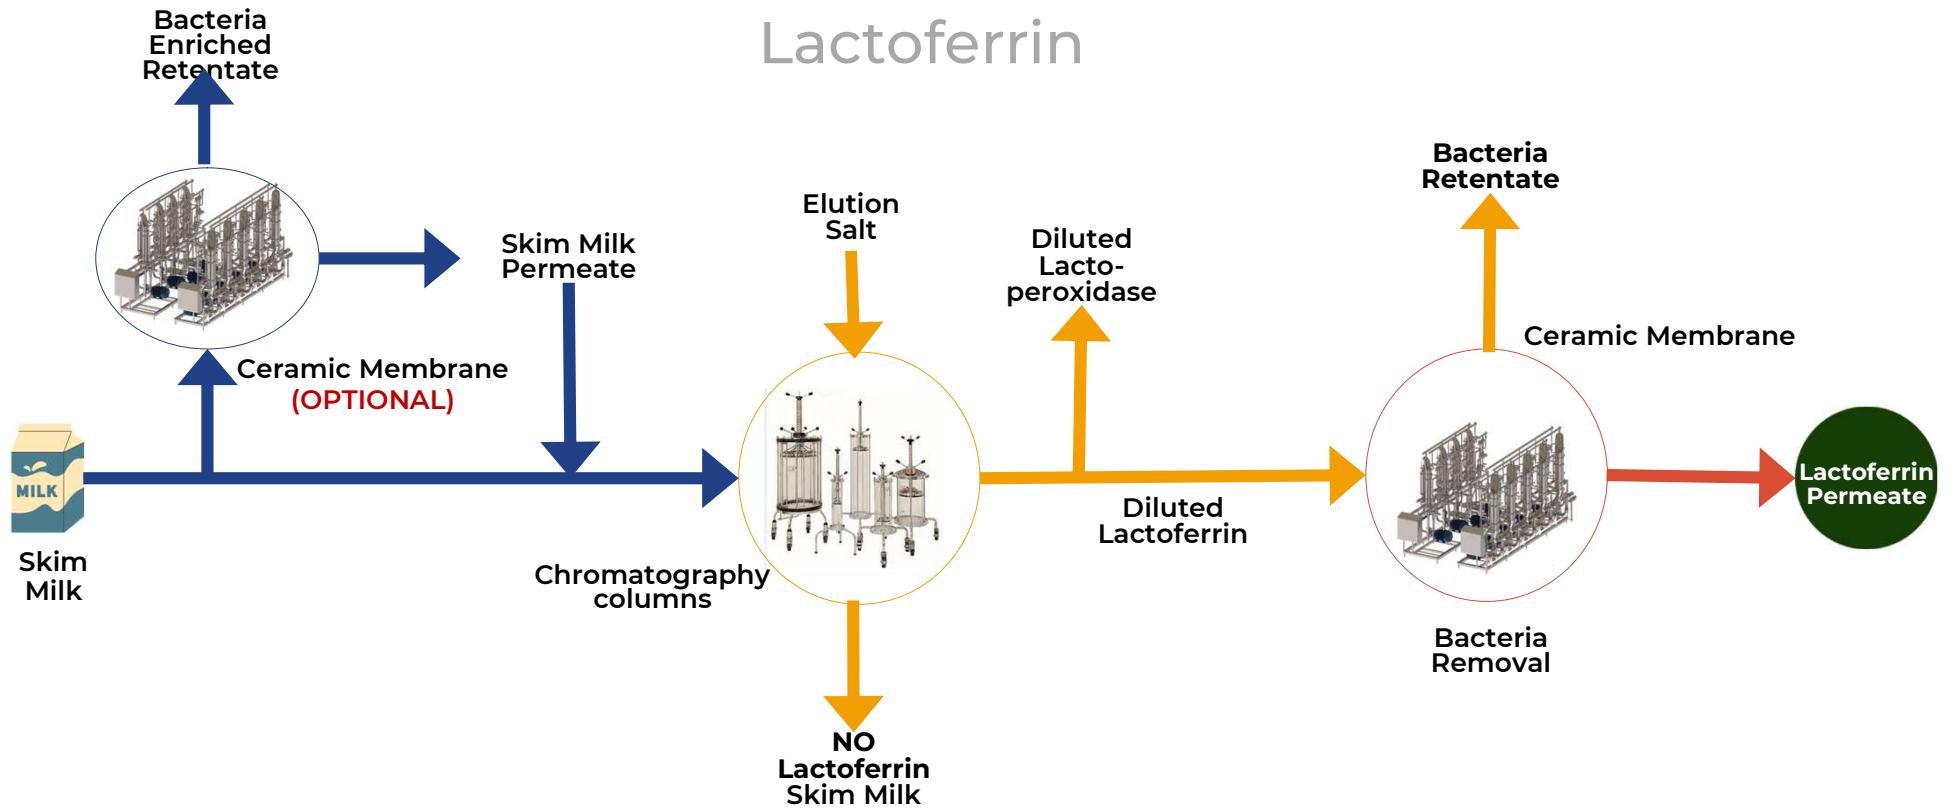 Lactoferrin
Bacteria
Enriched
Retentate
Skim Milk
Permeate
Ceramic Membrane
(OPTIONAL)
MILK
Skim
Milk
Elution
Salt
Chromatography
columns
NO
Lactoferrin
Skim Milk
Diluted
Lacto-
peroxidase
Diluted
Lactoferrin
Bacteria
Retentate
Ceramic Membrane
Bacteria
Removal
Lactoferrin
Permeate